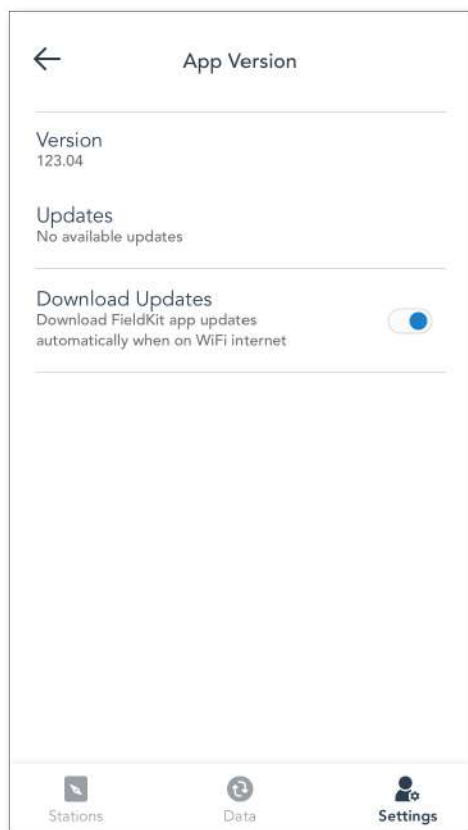 App Version
Version
123.04
Updates
No available updates
Download Updates
Download FieldKit app updates
automatically when on WiFi internet
Stations
Data
Settings